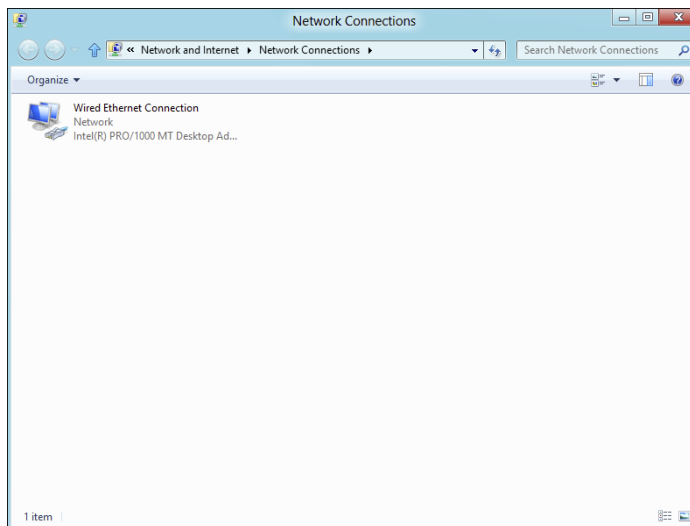 Network Connections
« Network and Internet Network Connections
Search Network Connections
Organize
Wired Ethernet Connection
Network
Intel(R) PRO/1000 MT Desktop Ad...
1 item